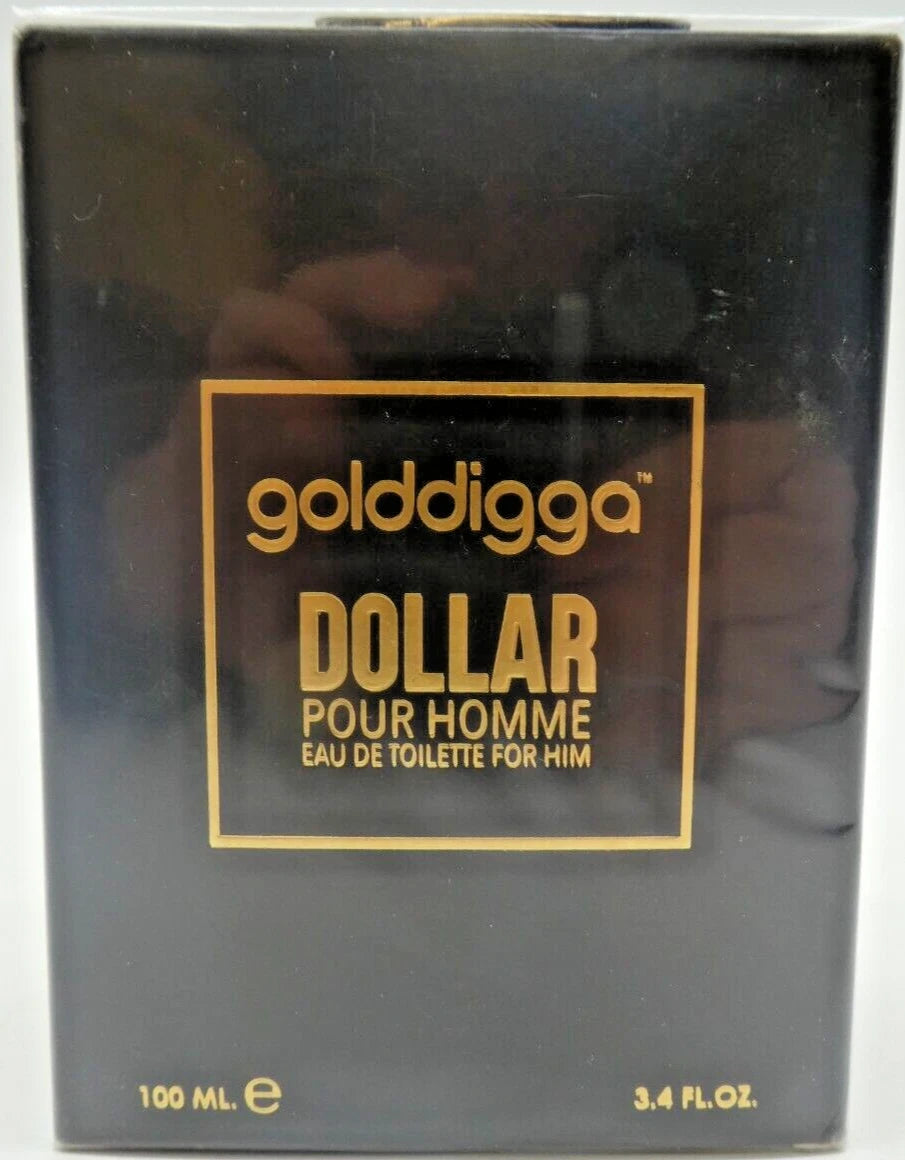 golddigga™
DOLLAR
POUR HOMME
EAU DE TOILETTE FOR HIM
100 ML. ℮ 3.4 FL.OZ.